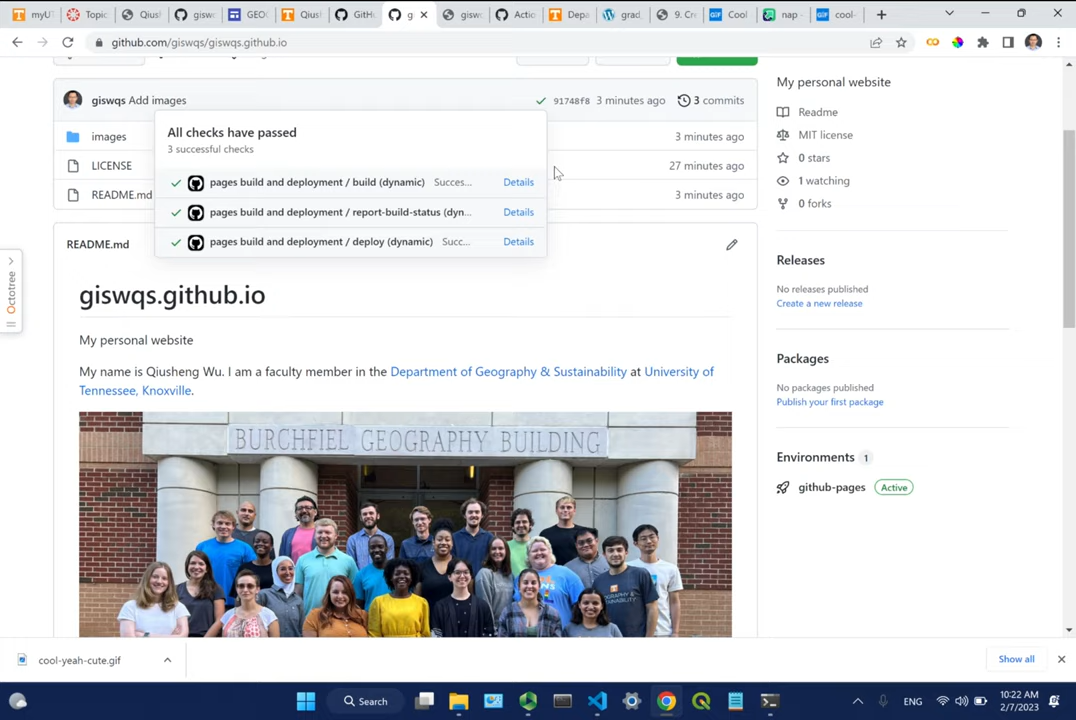 myU
Topi
Qius
gisw
GEO
Qius
GitH
g
gisw
Actio
Depa
grad
9. Cr
Cool
nap
cool-
github.com/giswqs/giswqs.github.io
giswqs Add images
91748f8 3 minutes ago
3 commits
images
3 minutes ago
LICENSE
27 minutes ago
README.md
3 minutes ago
All checks have passed
3 successful checks
pages build and deployment / build (dynamic) Succes... Details
pages build and deployment / report-build-status (dyn... Details
pages build and deployment / deploy (dynamic) Succ... Details
README.md
giswqs.github.io
My personal website
My name is Qiusheng Wu. I am a faculty member in the Department of Geography & Sustainability at University of
Tennessee, Knoxville.
BURCHFIEL GEOGRAPHY BUILDING
My personal website
Readme
MIT license
0 stars
1 watching
0 forks
Releases
No releases published
Create a new release
Packages
No packages published
Publish your first package
Environments 1
github-pages Active
Octotree
cool-yeah-cute.gif
Show all
Search
ENG
10:22 AM
2/7/2023